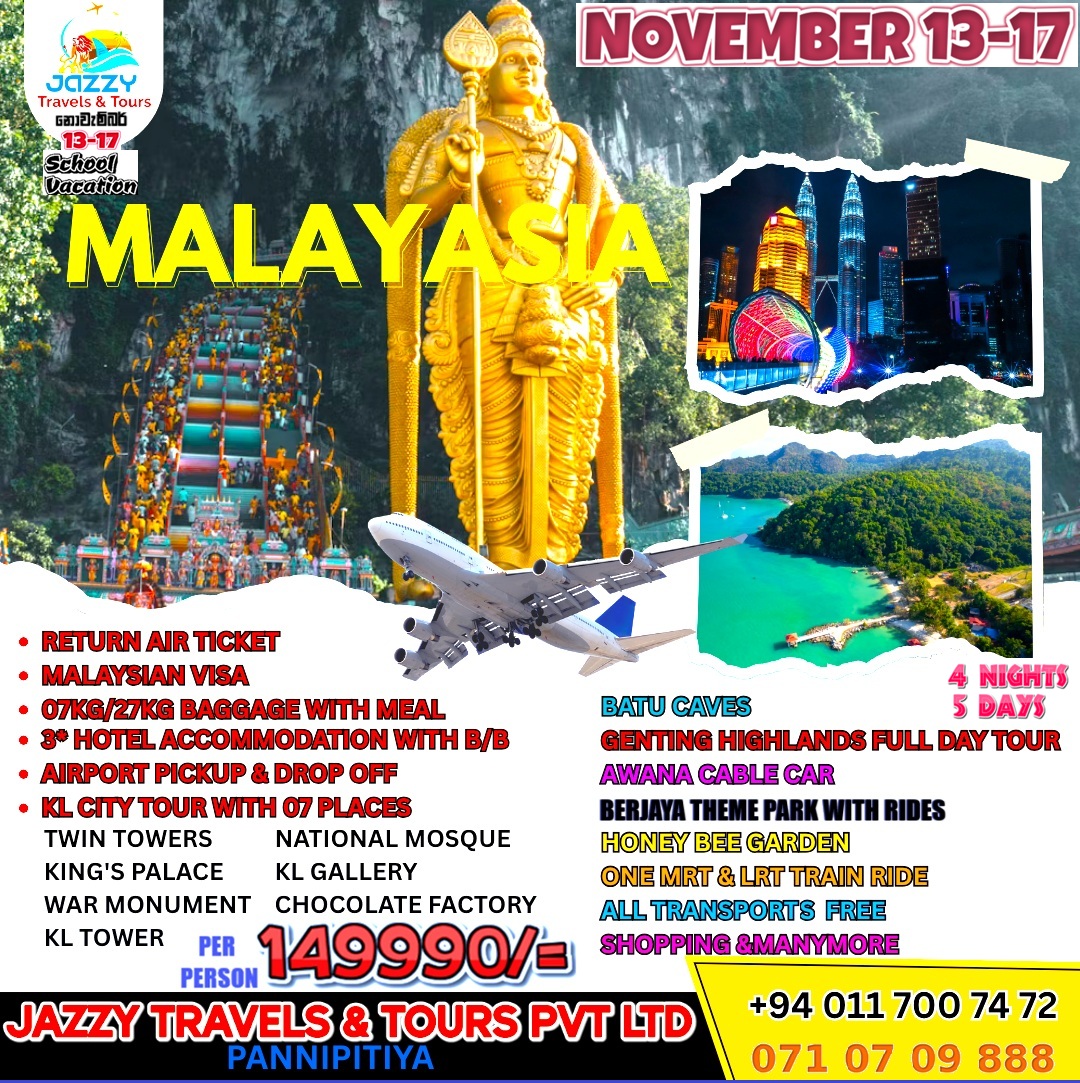 NOVEMBER 13-17
JAZZY
Travels & Tours
නොවැම්බර්
13-17
School
Vacation
MALAYASIA
• RETURN AIR TICKET
• MALAYSIAN VISA
• 07KG/27KG BAGGAGE WITH MEAL
• 3* HOTEL ACCOMMODATION WITH B/B
• AIRPORT PICKUP & DROP OFF
• KL CITY TOUR WITH 07 PLACES
TWIN TOWERS
KING'S PALACE
WAR MONUMENT
KL TOWER
NATIONAL MOSQUE
KL GALLERY
CHOCOLATE FACTORY
4 NIGHTS
5 DAYS
BATU CAVES
GENTING HIGHLANDS FULL DAY TOUR
AWANA CABLE CAR
BERJAYA THEME PARK WITH RIDES
HONEY BEE GARDEN
ONE MRT & LRT TRAIN RIDE
ALL TRANSPORTS FREE
SHOPPING &MANYMORE
PER
PERSON
149990/=
JAZZY TRAVELS & TOURS PVT LTD
PANNIPITIYA
+94 011 700 74 72
071 07 09 888